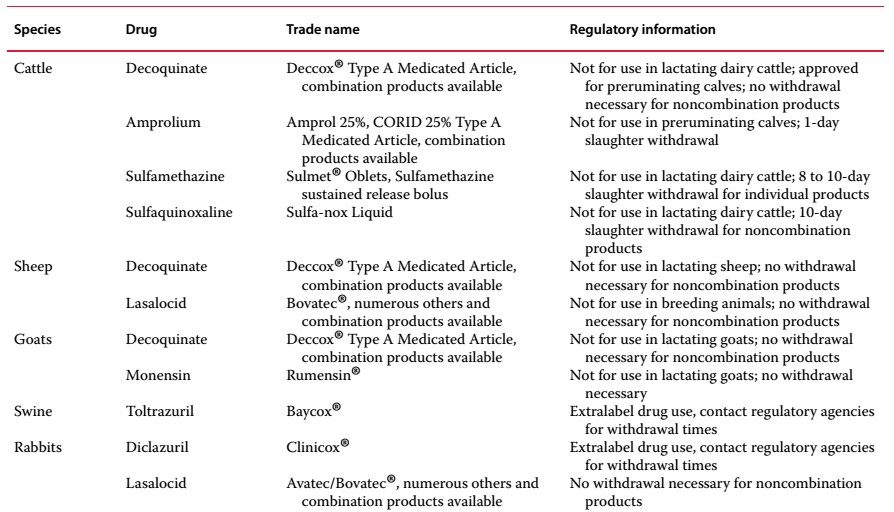 Species Drug Trade name Regulatory information
Cattle Decoquinate Deccox® Type A Medicated Article, Not for use in lactating dairy cattle; approved
combination products available for preruminating calves; no withdrawal
necessary for noncombination products
Amprolium Amprol 25%, CORID 25% Type A Not for use in preruminating calves; 1-day
Medicated Article, combination slaughter withdrawal
products available
Sulfamethazine Sulmet® Oblets, Sulfamethazine Not for use in lactating dairy cattle; 8 to 10-day
sustained release bolus slaughter withdrawal for individual products
Sulfaquinoxaline Sulfa-nox Liquid Not for use in lactating dairy cattle; 10-day
slaughter withdrawal for noncombination
products
Sheep Decoquinate Deccox® Type A Medicated Article, Not for use in lactating sheep; no withdrawal
combination products available necessary for noncombination products
Lasalocid Bovatec®, numerous others and Not for use in breeding animals; no withdrawal
combination products available necessary for noncombination products
Goats Decoquinate Deccox® Type A Medicated Article, Not for use in lactating goats; no withdrawal
combination products available necessary for noncombination products
Monensin Rumensin® Not for use in lactating goats; no withdrawal
necessary
Swine Toltrazuril Baycox® Extralabel drug use, contact regulatory agencies
for withdrawal times
Rabbits Diclazuril Clinicox® Extralabel drug use, contact regulatory agencies
for withdrawal times
Lasalocid Avatec/Bovatec®, numerous others and No withdrawal necessary for noncombination
combination products available products